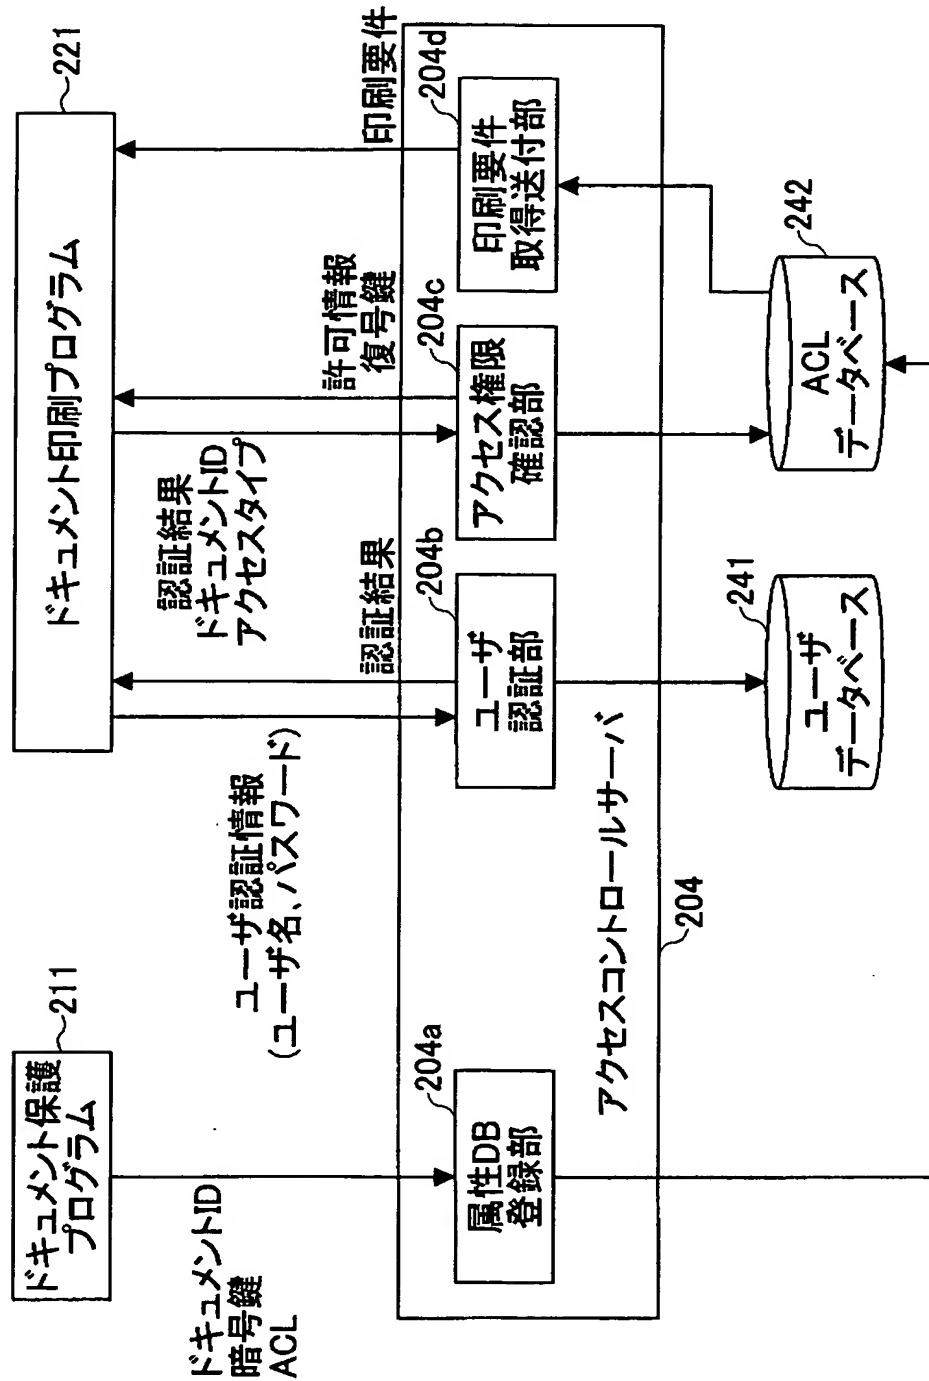 ドキュメント保護
プログラム
211
ドキュメント印刷プログラム
221
ドキュメントID
暗号鍵
ACL
ユーザ認証情報
(ユーザ名、パスワード)
認証結果
認証結果
ドキュメントID
アクセスタイプ
許可情報
復号鍵
印刷要件
204a
属性DB
登録部
204b
ユーザ
認証部
204c
アクセス権限
確認部
204d
印刷要件
取得送付部
アクセスコントロールサーバ
204
241
ユーザ
データベース
242
ACL
データベース